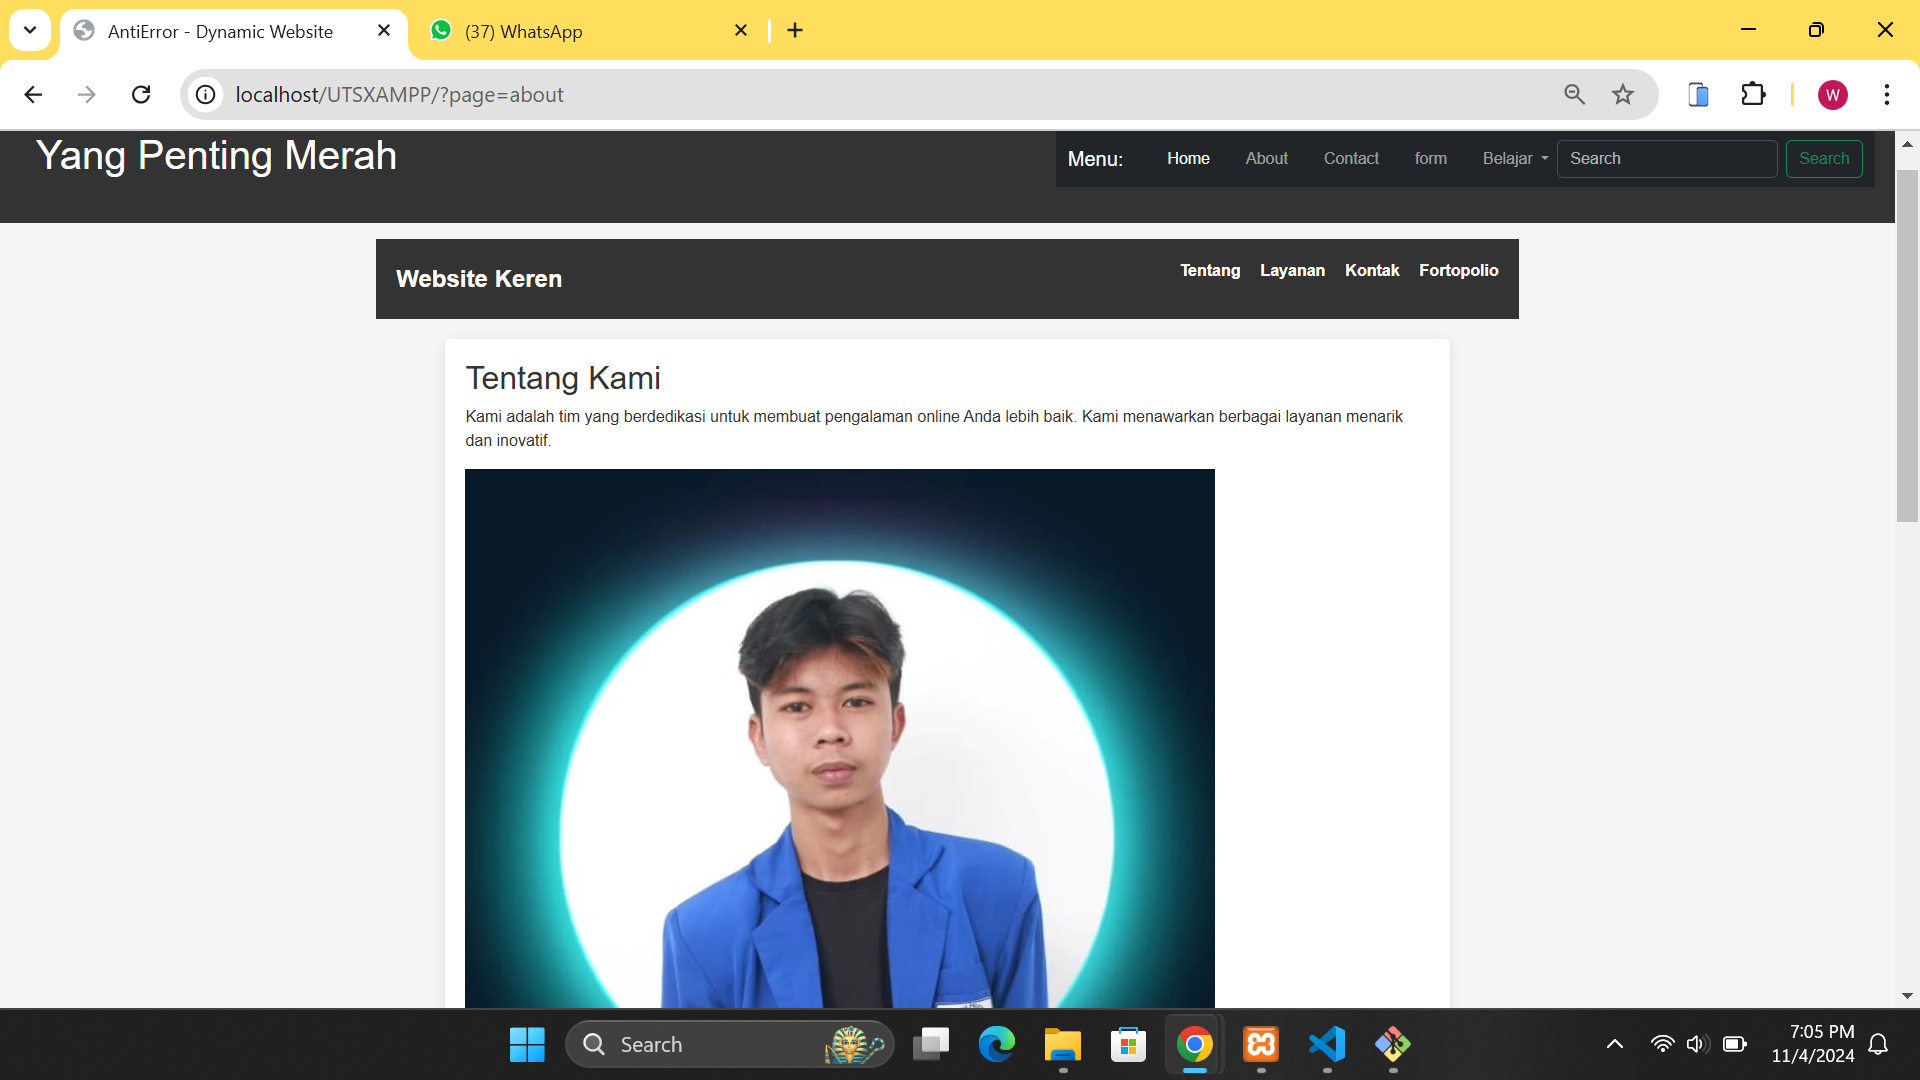 AntiError - Dynamic Website
(37) WhatsApp
localhost/UTSXAMPP/?page=about
W
Yang Penting Merah
Menu: Home About Contact form Belajar Search Search
Website Keren
Tentang Layanan Kontak Fortopolio
Tentang Kami
Kami adalah tim yang berdedikasi untuk membuat pengalaman online Anda lebih baik. Kami menawarkan berbagai layanan menarik
dan inovatif.
Search
7:05 PM
11/4/2024